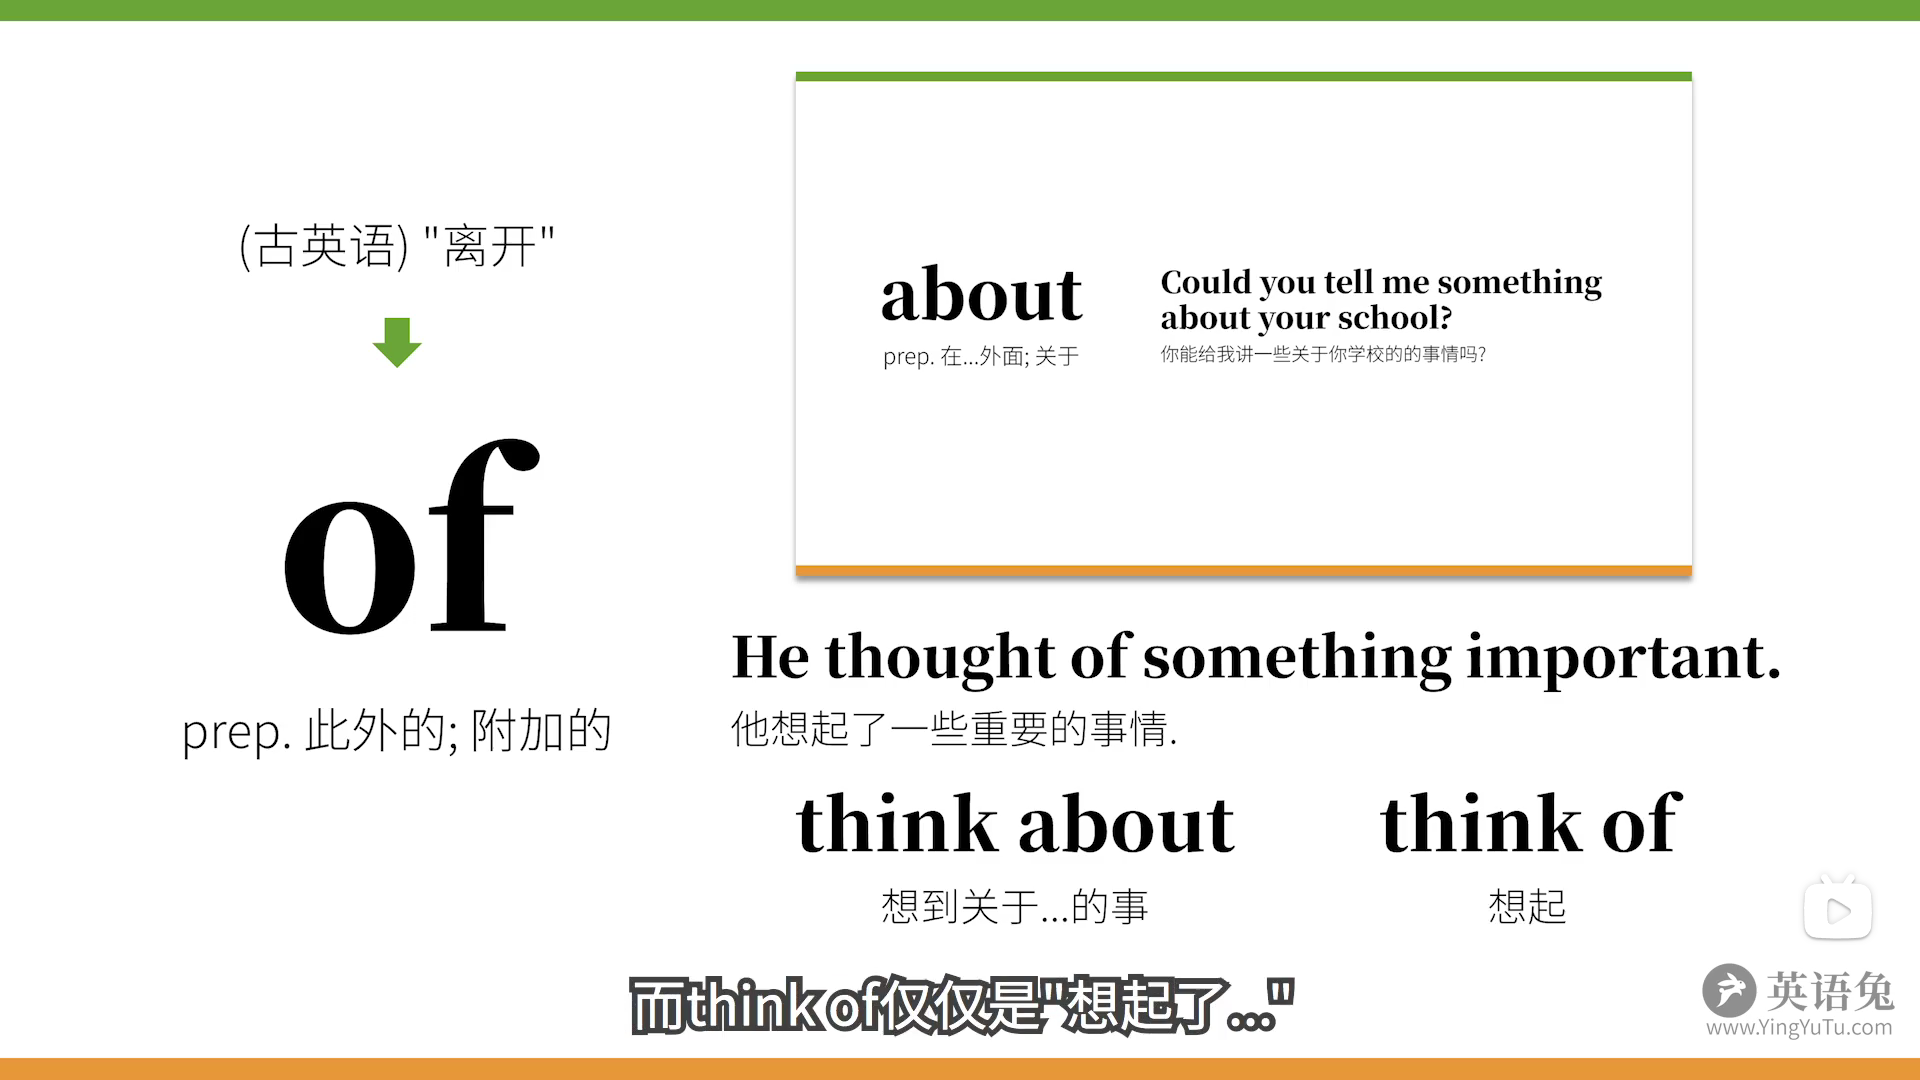 (古英语) "离开"
of
prep. 此外的; 附加的
about
prep. 在...外面; 关于
Could you tell me something
about your school?
你能给我讲一些关于你学校的的事情吗?
He thought of something important.
他想起了一些重要的事情.
think about
想到关于...的事
think of
想起
而think of仅仅是"想起了..."
英语兔
www.YingYuTu.com